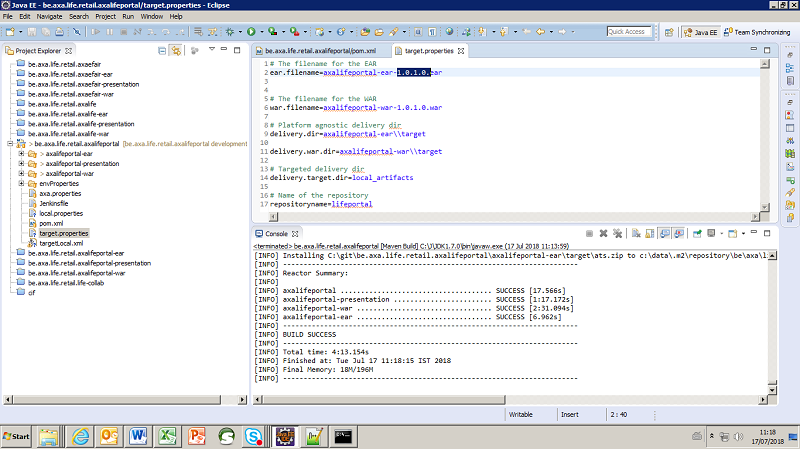 Java EE - be.axa.life.retail.axalifeportal/target.properties - Eclipse
File Edit Navigate Search Project Run Window Help
Quick Access
Java EE
Team Synchronizing
Project Explorer
be.axa.life.retail.axaefair
be.axa.life.retail.axaefair-ear
be.axa.life.retail.axaefair-presentation
be.axa.life.retail.axaefair-war
be.axa.life.retail.axalife
be.axa.life.retail.axalife-ear
be.axa.life.retail.axalife-presentation
be.axa.life.retail.axalife-war
> be.axa.life.retail.axalifeportal [be.axa.life.retail.axalifeportal development
> axalifeportal-ear
> axalifeportal-presentation
> axalifeportal-war
envProperties
axa.properties
Jenkinsfile
local.properties
pom.xml
target.properties
targetLocal.xml
be.axa.life.retail.axalifeportal-ear
be.axa.life.retail.axalifeportal-presentation
be.axa.life.retail.axalifeportal-war
be.axa.life.retail.life-collab
cif
be.axa.life.retail.axalifeportal/pom.xml
target.properties
1 # The filename for the EAR
2 ear.filename=axalifeportal-ear-1.0.1.0.ear
3
4
5 # The filename for the WAR
6 war.filename=axalifeportal-war-1.0.1.0.war
7
8 # Platform agnostic delivery dir
9 delivery.dir=axalifeportal-ear\\target
10
11 delivery.war.dir=axalifeportal-war\\target
12
13 # Targeted delivery dir
14 delivery.target.dir=local_artifacts
15
16 # Name of the repository
17 repositoryname=lifeportal
Console
<terminated> be.axa.life.retail.axalifeportal [Maven Build] C:\J\JDK1.7.0\bin\javaw.exe (17 Jul 2018 11:13:59)
[INFO] Installing C:\git\be.axa.life.retail.axalifeportal\axalifeportal-ear\target\ats.zip to c:\data\.m2\repository\be\axa\l
[INFO] ------------------------------------------------------------------------
[INFO] Reactor Summary:
[INFO]
[INFO] axalifeportal ..................................... SUCCESS [17.566s]
[INFO] axalifeportal-presentation ........................ SUCCESS [1:17.172s]
[INFO] axalifeportal-war ................................. SUCCESS [2:31.094s]
[INFO] axalifeportal-ear ................................. SUCCESS [6.962s]
[INFO] ------------------------------------------------------------------------
[INFO] BUILD SUCCESS
[INFO] ------------------------------------------------------------------------
[INFO] Total time: 4:13.154s
[INFO] Finished at: Tue Jul 17 11:18:15 IST 2018
[INFO] Final Memory: 18M/196M
[INFO] ------------------------------------------------------------------------
Writable
Insert
2 : 40
Start
11:18
17/07/2018